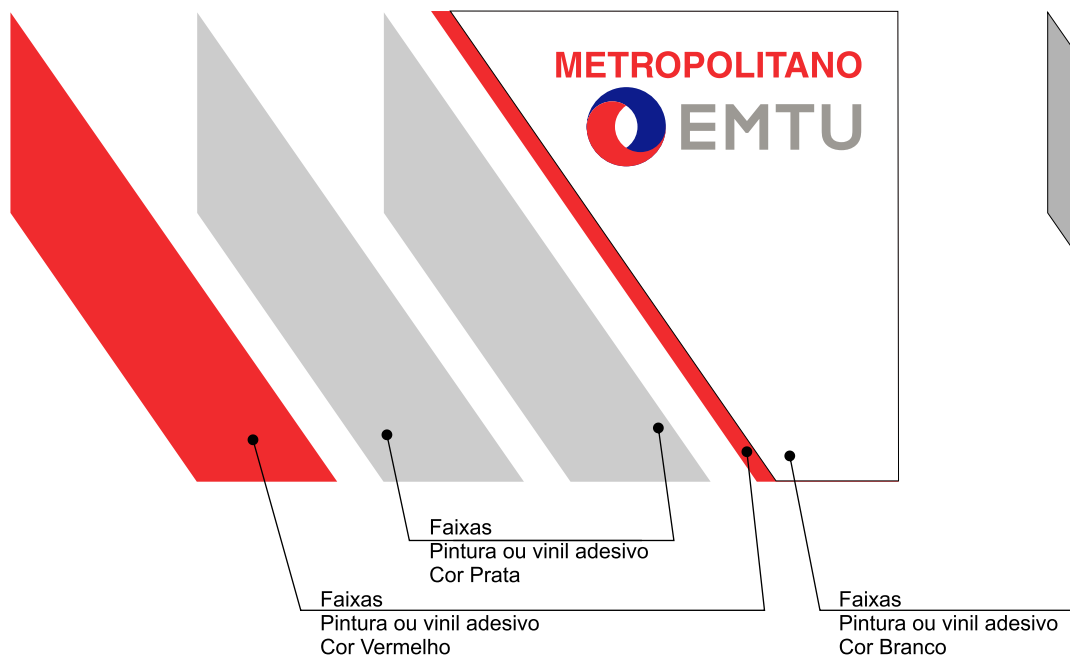 METROPOLITANO
EMTU
Faixas
Pintura ou vinil adesivo
Cor Prata
Faixas
Pintura ou vinil adesivo
Cor Vermelho
Faixas
Pintura ou vinil adesivo
Cor Branco